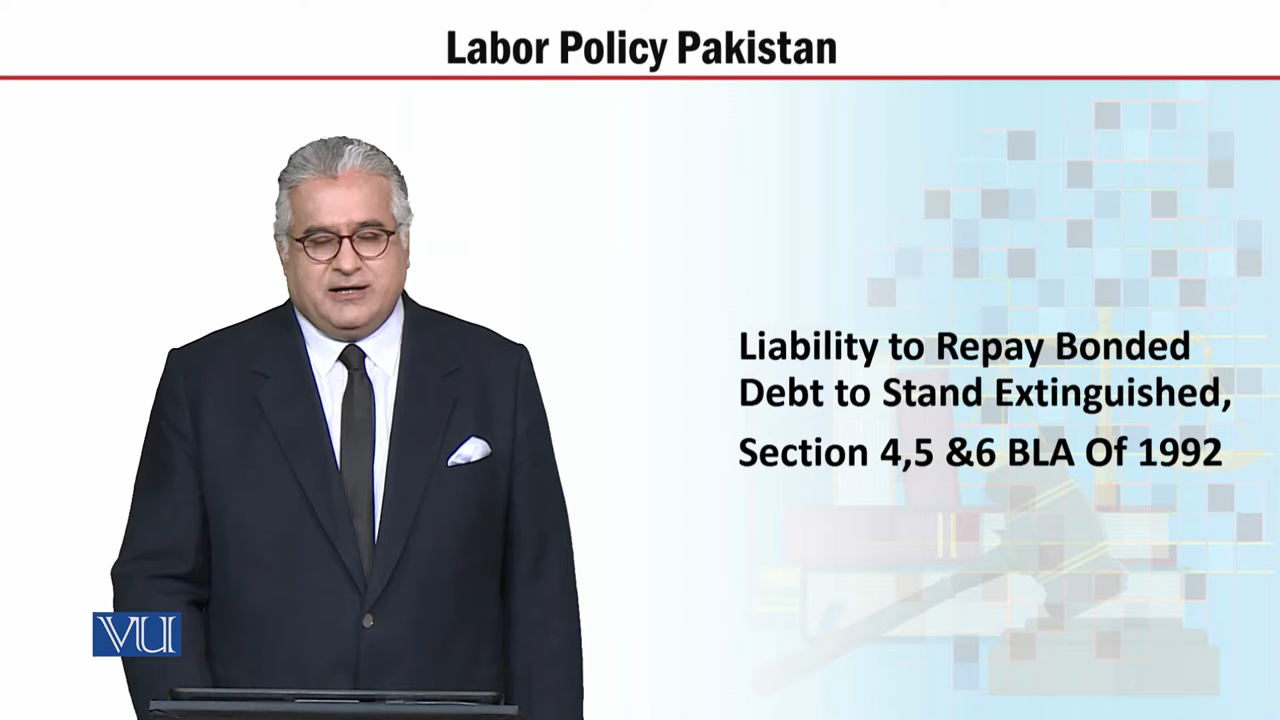 Labor Policy Pakistan
Liability to Repay Bonded
Debt to Stand Extinguished,
Section 4,5 &6 BLA Of 1992
VU